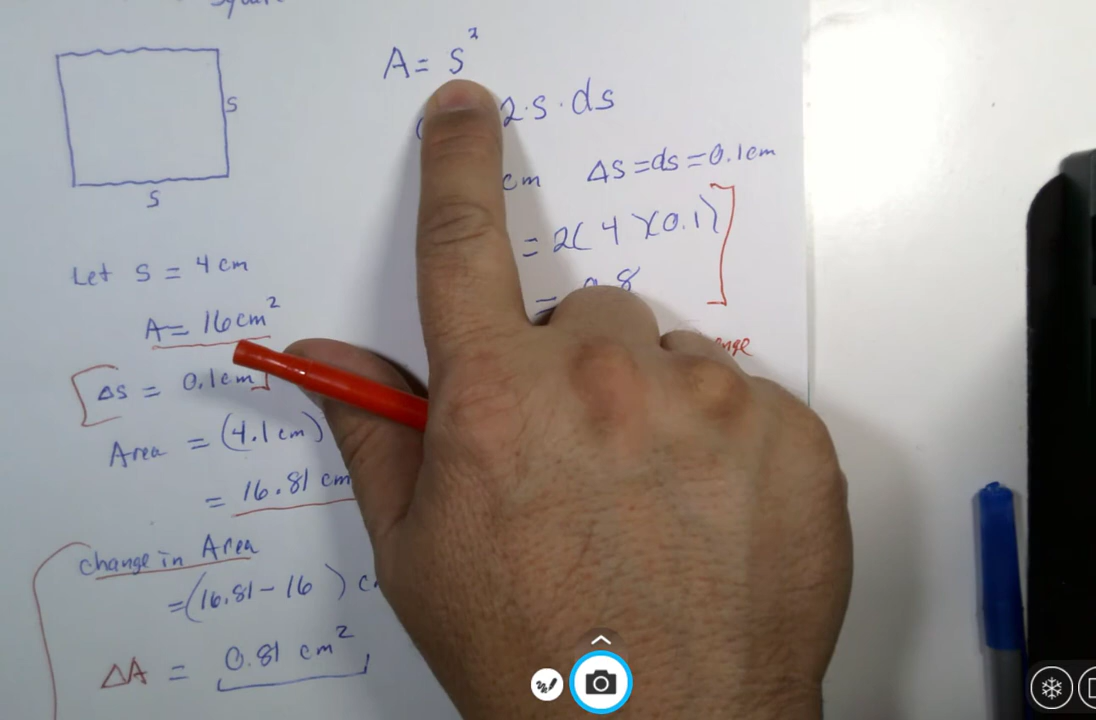 s
s
Let s = 4 cm
A = 16 cm²
Δs = 0.1 cm
Area = (4.1 cm)
= 16.81 cm
change in Area
= (16.81 - 16)
ΔA = 0.81 cm²
A = s²
2·s·ds
cm Δs = ds = 0.1 cm
= 2(4)(0.1)
=